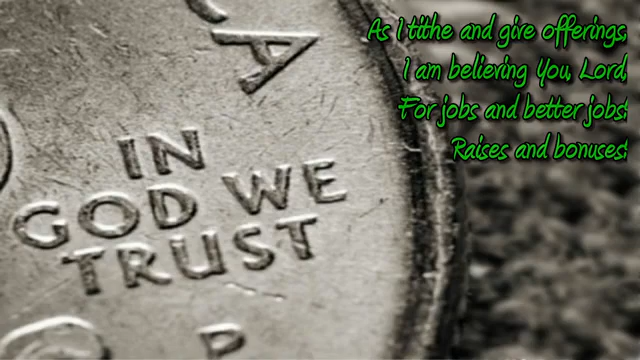 CA
IN
GOD WE
TRUST
P
As I tithe and give offerings,
I am believing You, Lord,
For jobs and better jobs!
Raises and bonuses!